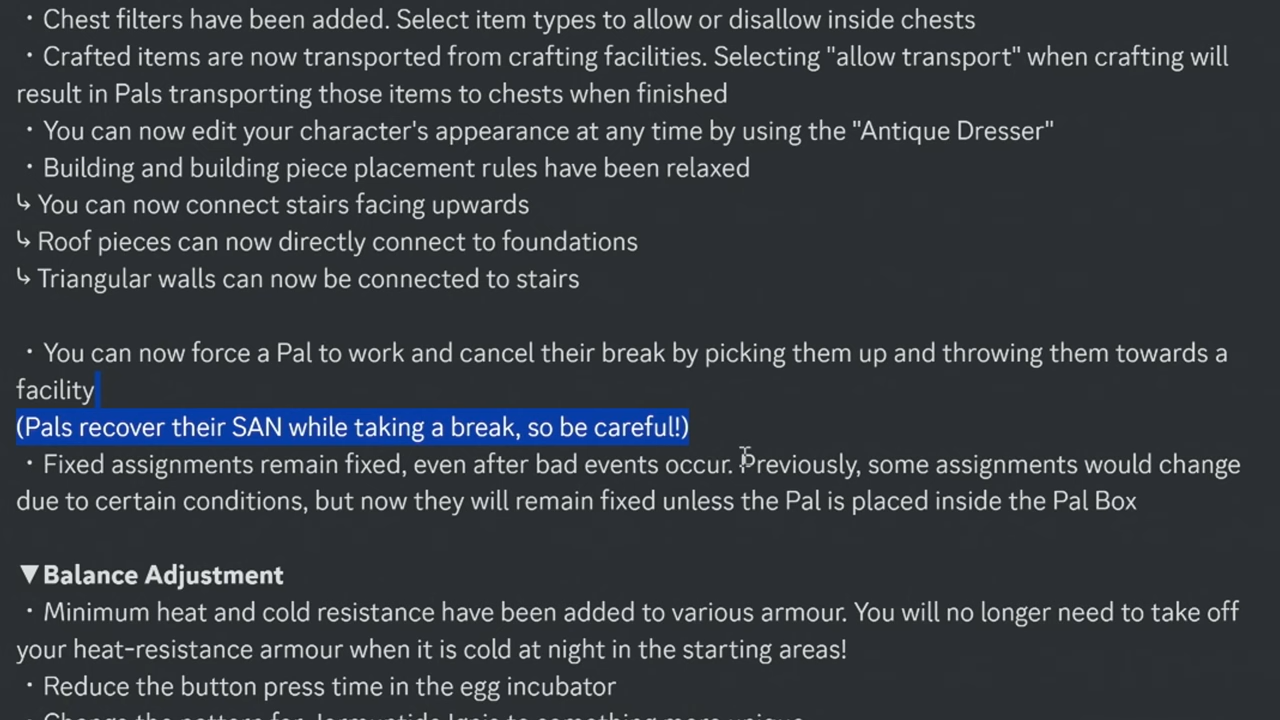 ・Chest filters have been added. Select item types to allow or disallow inside chests
・Crafted items are now transported from crafting facilities. Selecting "allow transport" when crafting will
result in Pals transporting those items to chests when finished
・You can now edit your character's appearance at any time by using the "Antique Dresser"
・Building and building piece placement rules have been relaxed
↳ You can now connect stairs facing upwards
↳ Roof pieces can now directly connect to foundations
↳ Triangular walls can now be connected to stairs
・You can now force a Pal to work and cancel their break by picking them up and throwing them towards a
facility
(Pals recover their SAN while taking a break, so be careful!)
・Fixed assignments remain fixed, even after bad events occur. Previously, some assignments would change
due to certain conditions, but now they will remain fixed unless the Pal is placed inside the Pal Box
▼Balance Adjustment
・Minimum heat and cold resistance have been added to various armour. You will no longer need to take off
your heat-resistance armour when it is cold at night in the starting areas!
・Reduce the button press time in the egg incubator